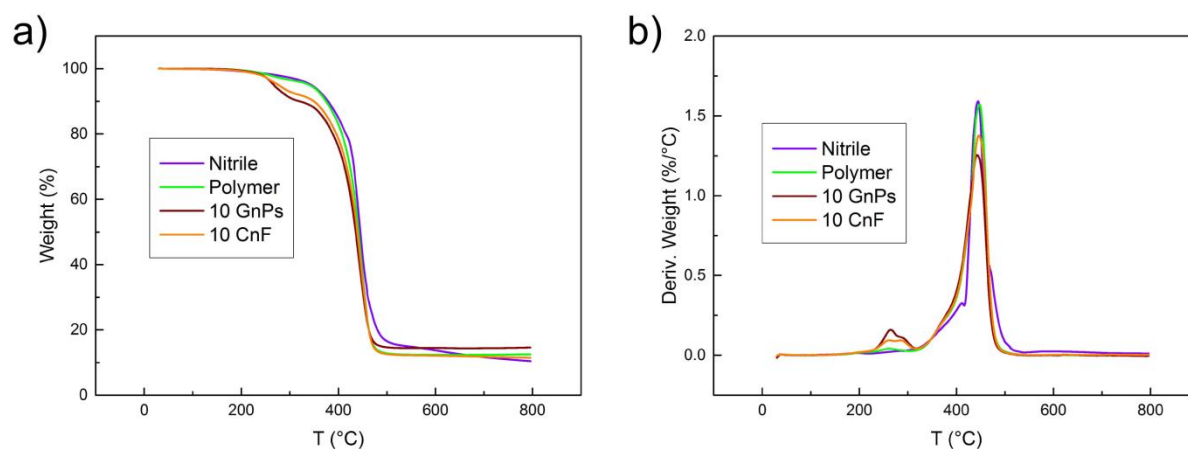 a)
Weight (%)
100
80
60
40
20
0
Nitrile
Polymer
10 GnPs
10 CnF
0
200
400
600
800
T (°C)
b)
Deriv. Weight (%/°C)
2.0
1.5
1.0
0.5
0.0
Nitrile
Polymer
10 GnPs
10 CnF
0
200
400
600
800
T (°C)